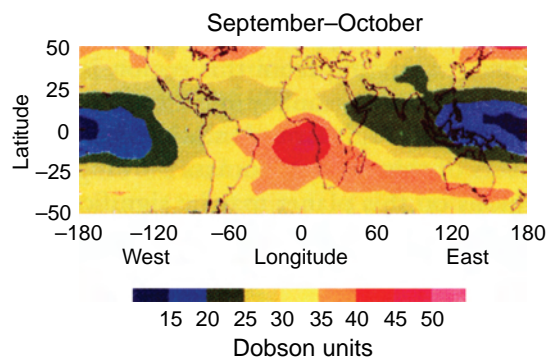 September–October
50
25
0
–25
–50
Latitude
–180 –120 –60 0 60 120 180
West Longitude East
15 20 25 30 35 40 45 50
Dobson units